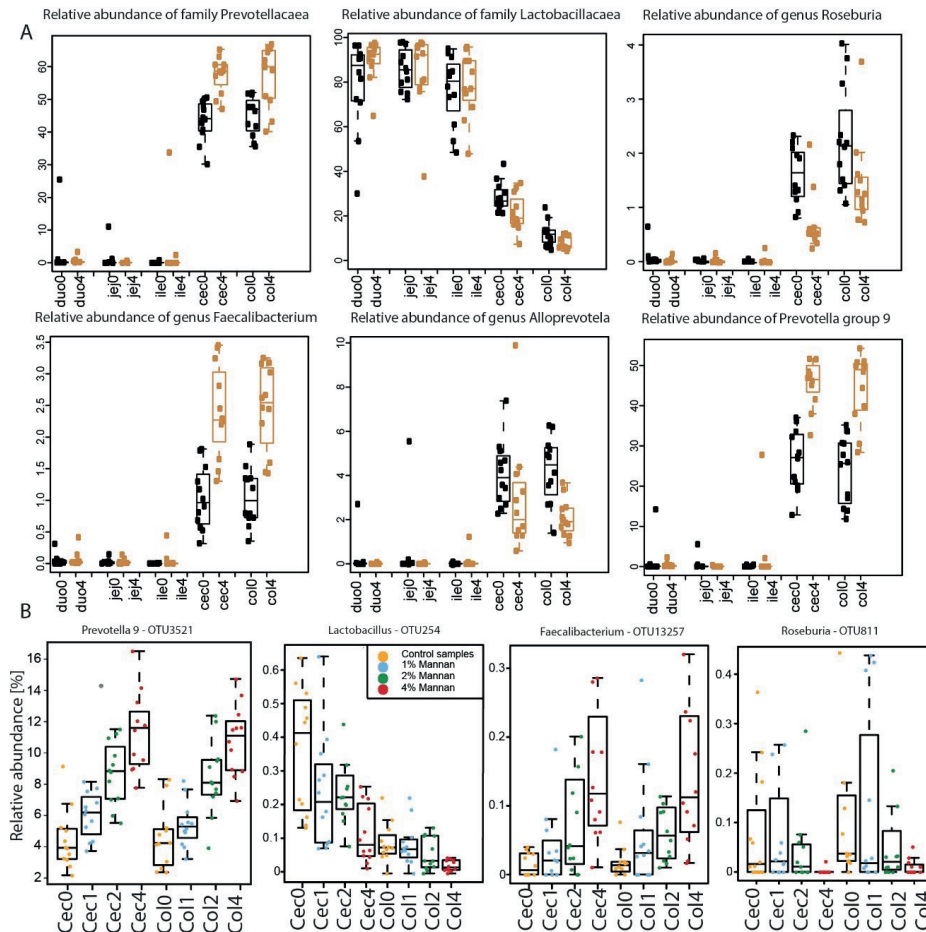 A
Relative abundance of family Prevotellacaea
Relative abundance of family Lactobacillacaea
Relative abundance of genus Roseburia
60
50
40
30
20
10
0
duo0
duo4
jej0
jej4
ile0
ile4
cec0
cec4
col0
col4
100
80
60
40
20
0
duo0
duo4
jej0
jej4
ile0
ile4
cec0
cec4
col0
col4
4
3
2
1
0
duo0
duo4
jej0
jej4
ile0
ile4
cec0
cec4
col0
col4
Relative abundance of genus Faecalibacterium
Relative abundance of genus Alloprevotela
Relative abundance of Prevotella group 9
3.5
3.0
2.5
2.0
1.5
1.0
0.5
0.0
duo0
duo4
jej0
jej4
ile0
ile4
cec0
cec4
col0
col4
10
8
6
4
2
0
duo0
duo4
jej0
jej4
ile0
ile4
cec0
cec4
col0
col4
50
40
30
20
10
0
duo0
duo4
jej0
jej4
ile0
ile4
cec0
cec4
col0
col4
B
Prevotella 9 - OTU3521
Lactobacillus - OTU254
Faecalibacterium - OTU13257
Roseburia - OTU811
Relative abundance [%]
16
14
12
10
8
6
4
2
Cec0
Cec1
Cec2
Cec4
Col0
Col1
Col2
Col4
0.6
0.5
0.4
0.3
0.2
0.1
0.0
Control samples
1% Mannan
2% Mannan
4% Mannan
Cec0
Cec1
Cec2
Cec4
Col0
Col1
Col2
Col4
0.3
0.2
0.1
0.0
Cec0
Cec1
Cec2
Cec4
Col0
Col1
Col2
Col4
0.4
0.3
0.2
0.1
0.0
Cec0
Cec1
Cec2
Cec4
Col0
Col1
Col2
Col4